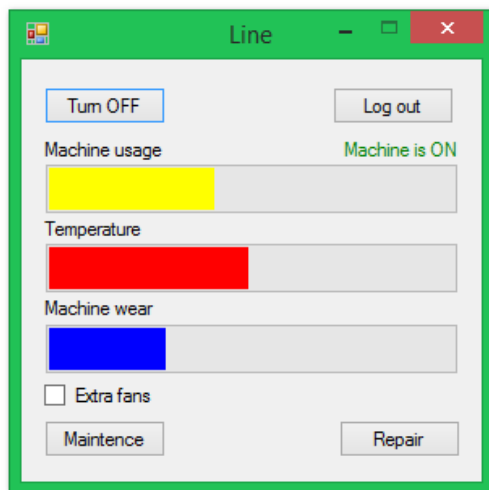 Line
Turn OFF Log out
Machine usage Machine is ON
Temperature
Machine wear
Extra fans
Maintence Repair